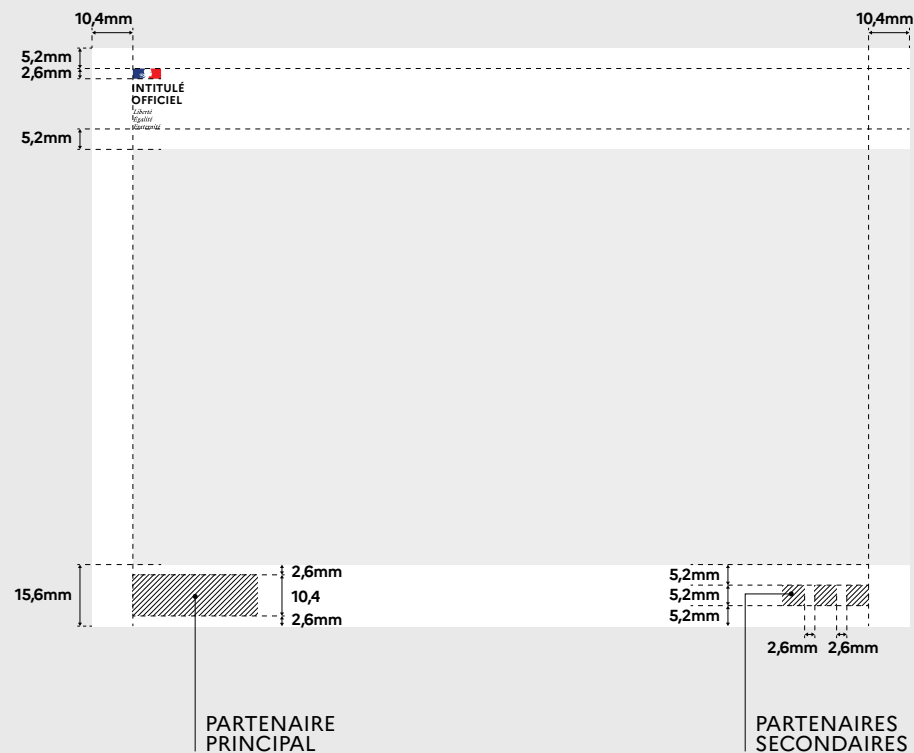 10,4mm
10,4mm
5,2mm
2,6mm
INTITULÉ
OFFICIEL
Liberté
Égalité
Fraternité
5,2mm
15,6mm
2,6mm
10,4
2,6mm
5,2mm
5,2mm
5,2mm
2,6mm 2,6mm
PARTENAIRE
PRINCIPAL
PARTENAIRES
SECONDAIRES